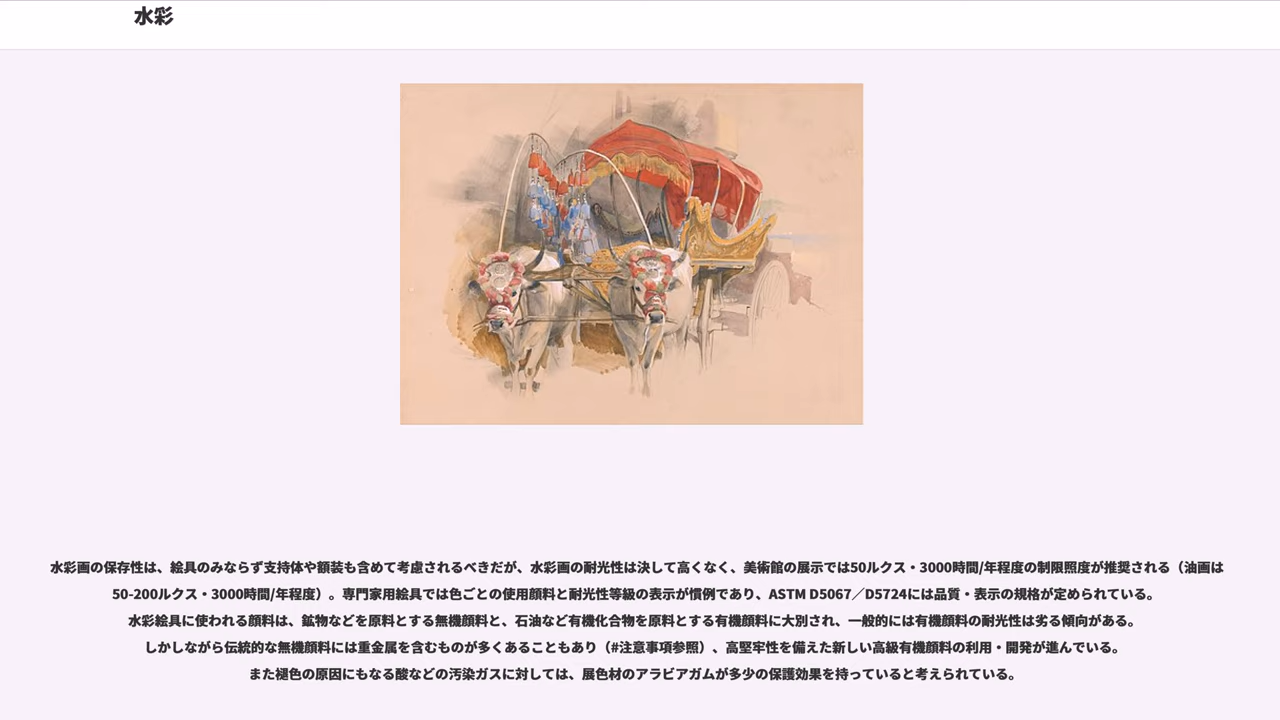 水彩
水彩画の保存性は、絵具のみならず支持体や額装も含めて考慮されるべきだが、水彩画の耐光性は決して高くなく、美術館の展示では50ルクス・3000時間/年程度の制限照度が推奨される（油画は
50-200ルクス・3000時間/年程度）。専門家用絵具では色ごとの使用顔料と耐光性等級の表示が慣例であり、ASTM D5067／D5724には品質・表示の規格が定められている。
水彩絵具に使われる顔料は、鉱物などを原料とする無機顔料と、石油など有機化合物を原料とする有機顔料に大別され、一般的には有機顔料の耐光性は劣る傾向がある。
しかしながら伝統的な無機顔料には重金属を含むものが多くあることもあり（#注意事項参照）、高堅牢性を備えた新しい高級有機顔料の利用・開発が進んでいる。
また褪色の原因にもなる酸などの汚染ガスに対しては、展色材のアラビアガムが多少の保護効果を持っていると考えられている。